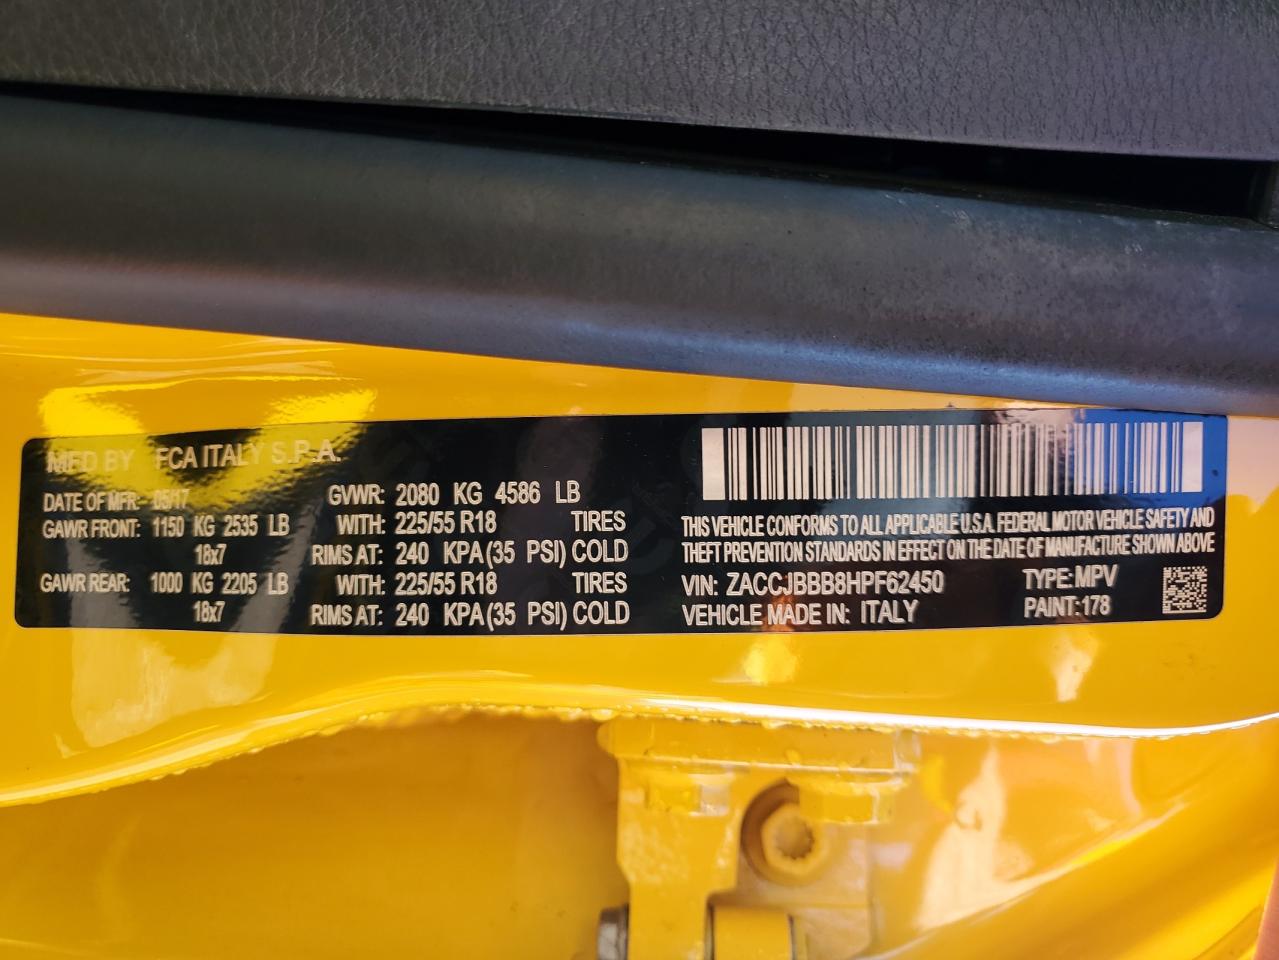 MFD BY FCA ITALY S.P.A.
DATE OF MFR: 05/17 GVWR: 2080 KG 4586 LB
GAWR FRONT: 1150 KG 2535 LB WITH: 225/55 R18 TIRES
18x7 RIMS AT: 240 KPA(35 PSI) COLD
GAWR REAR: 1000 KG 2205 LB WITH: 225/55 R18 TIRES
18x7 RIMS AT: 240 KPA(35 PSI) COLD
THIS VEHICLE CONFORMS TO ALL APPLICABLE U.S.A. FEDERAL MOTOR VEHICLE SAFETY AND
THEFT PREVENTION STANDARDS IN EFFECT ON THE DATE OF MANUFACTURE SHOWN ABOVE
VIN: ZACCJBBB8HPF62450 TYPE: MPV
VEHICLE MADE IN: ITALY PAINT: 178